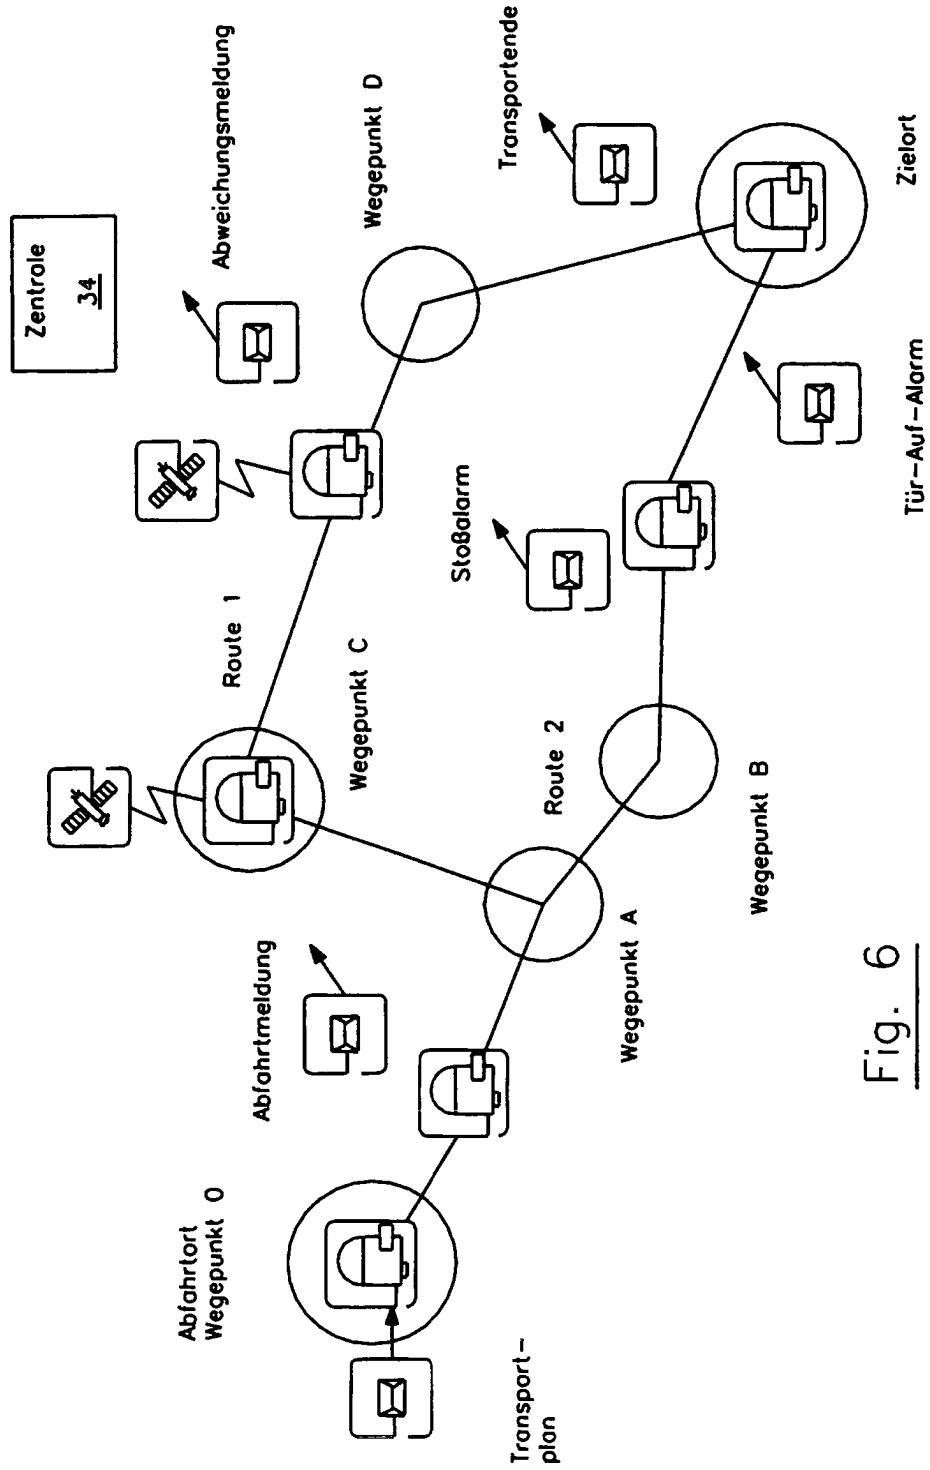 Zentrole
34
Abweichungsmeldung
Wegepunkt D
Transportende
Zielort
Route 1
Wegepunkt C
Stoßalarm
Tür-Auf-Alarm
Route 2
Wegepunkt B
Abfahrtmeldung
Wegepunkt A
Abfahrtort
Wegepunkt 0
Transport-
plan
Fig. 6